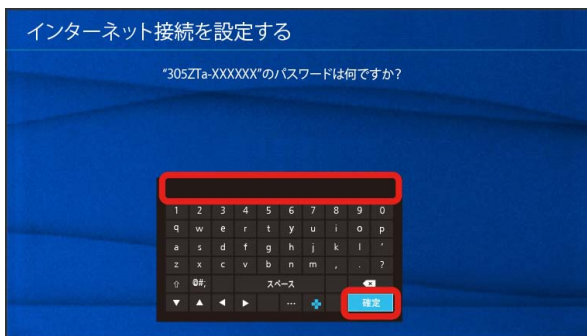 インターネット接続を設定する
“305ZTa-XXXXXX”のパスワードは何ですか?
1 2 3 4 5 6 7 8 9 0
q w e r t y u i o p
a s d f g h j k l '
z x c v b n m , . ?
⇧ @#; スペース ⌫
▼ ▲ ◀ ▶ ... 確定